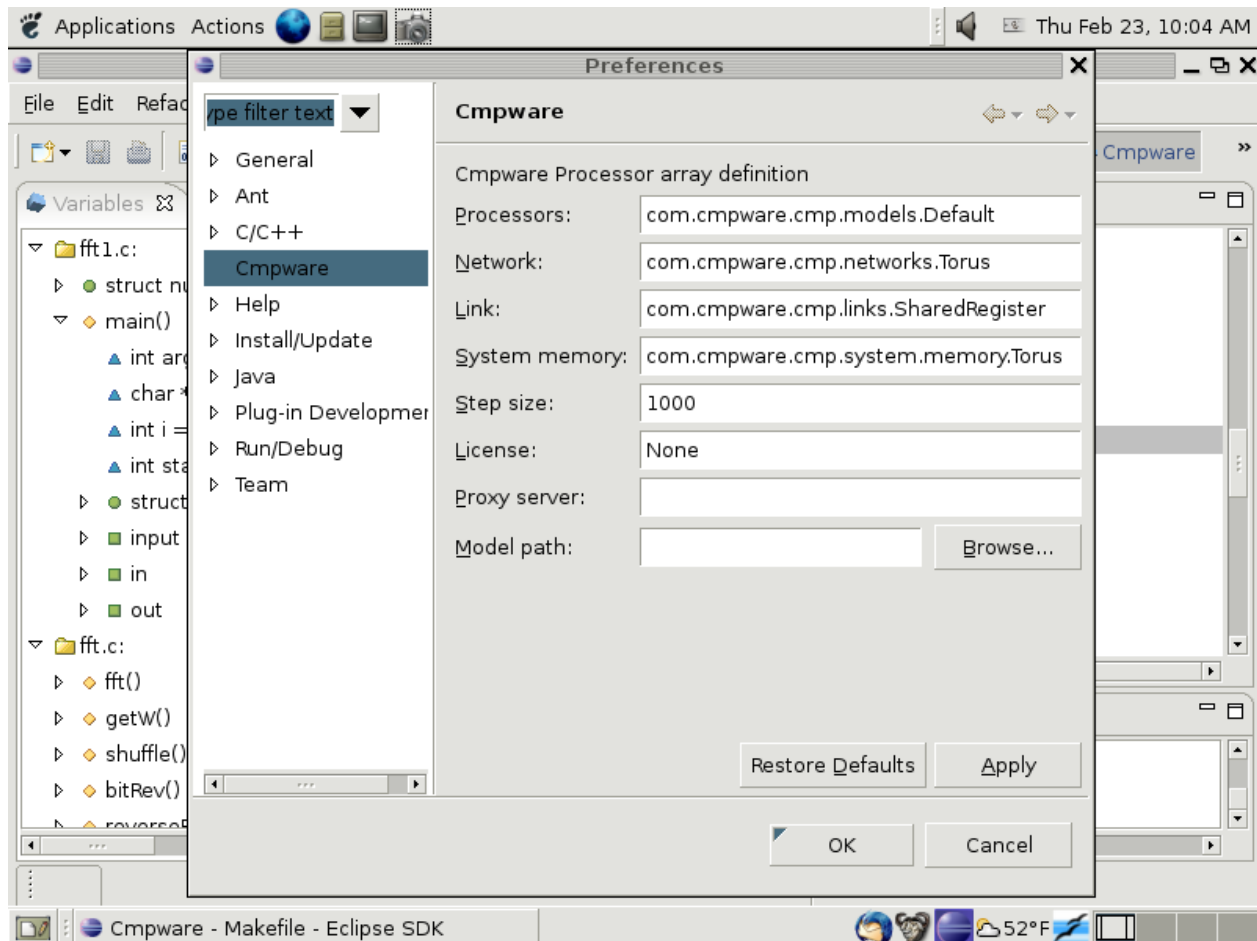 Applications Actions
Thu Feb 23, 10:04 AM
Preferences
File Edit Refac
Cmpware
»
Variables
fft1.c:
struct nu
main()
int arg
char *
int i =
int sta
struct
input
in
out
fft.c:
fft()
getW()
shuffle()
bitRev()
ype filter text
General
Ant
C/C++
Cmpware
Help
Install/Update
Java
Plug-in Developmer
Run/Debug
Team
Cmpware
Cmpware Processor array definition
Processors: com.cmpware.cmp.models.Default
Network: com.cmpware.cmp.networks.Torus
Link: com.cmpware.cmp.links.SharedRegister
System memory: com.cmpware.cmp.system.memory.Torus
Step size: 1000
License: None
Proxy server:
Model path: Browse...
Restore Defaults Apply
OK Cancel
Cmpware - Makefile - Eclipse SDK
52°F